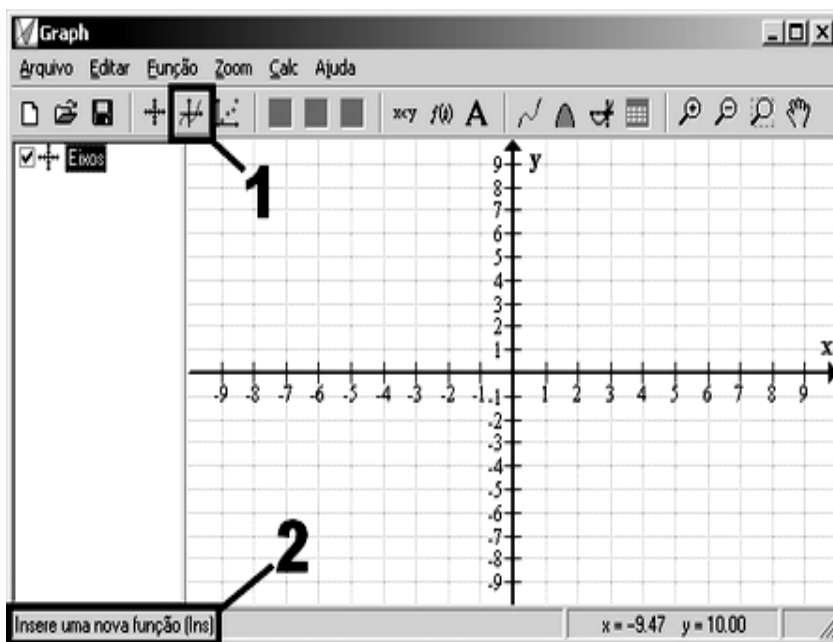 Graph
Arquivo Editar Função Zoom Calc Ajuda
x<y f(x) A
1
Eixos
y
9
8
7
6
5
4
3
2
1
x
-9 -8 -7 -6 -5 -4 -3 -2 -1 1 2 3 4 5 6 7 8 9
-1
-2
-3
-4
-5
-6
-7
-8
-9
2
Insere uma nova função (Ins)
x = -9.47 y = 10.00